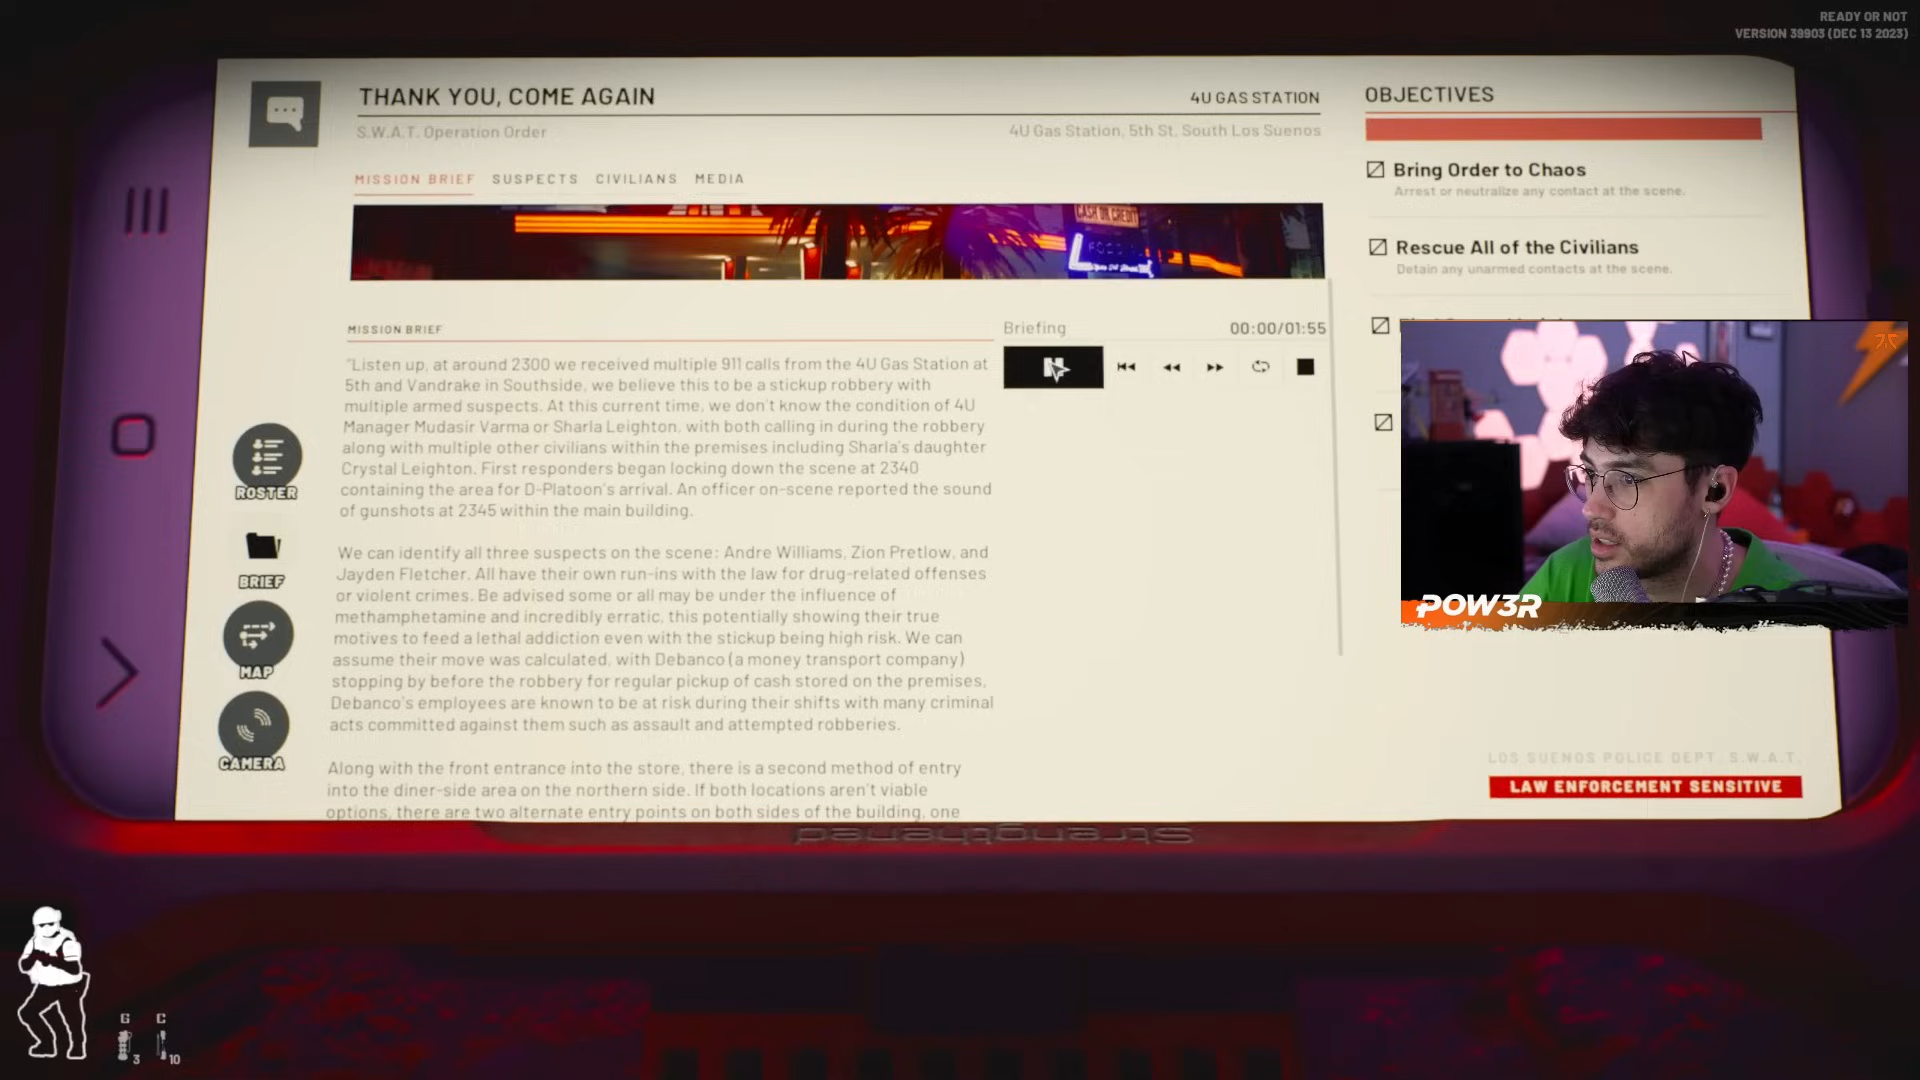 READY OR NOT
VERSION 39903 (DEC 13 2023)
THANK YOU, COME AGAIN
4U GAS STATION
S.W.A.T. Operation Order
4U Gas Station, 5th St, South Los Suenos
MISSION BRIEF SUSPECTS CIVILIANS MEDIA
CASH OR CREDIT
MISSION BRIEF
"Listen up, at around 2300 we received multiple 911 calls from the 4U Gas Station at
5th and Vandrake in Southside, we believe this to be a stickup robbery with
multiple armed suspects. At this current time, we don't know the condition of 4U
Manager Mudasir Varma or Sharla Leighton, with both calling in during the robbery
along with multiple other civilians within the premises including Sharla's daughter
Crystal Leighton. First responders began locking down the scene at 2340
containing the area for D-Platoon's arrival. An officer on-scene reported the sound
of gunshots at 2345 within the main building.
We can identify all three suspects on the scene: Andre Williams, Zion Pretlow, and
Jayden Fletcher. All have their own run-ins with the law for drug-related offenses
or violent crimes. Be advised some or all may be under the influence of
methamphetamine and incredibly erratic, this potentially showing their true
motives to feed a lethal addiction even with the stickup being high risk. We can
assume their move was calculated, with Debanco (a money transport company)
stopping by before the robbery for regular pickup of cash stored on the premises,
Debanco's employees are known to be at risk during their shifts with many criminal
acts committed against them such as assault and attempted robberies.
Along with the front entrance into the store, there is a second method of entry
into the diner-side area on the northern side. If both locations aren't viable
options, there are two alternate entry points on both sides of the building, one
Briefing
00:00/01:55
OBJECTIVES
Bring Order to Chaos
Arrest or neutralize any contact at the scene.
Rescue All of the Civilians
Detain any unarmed contacts at the scene.
ROSTER
BRIEF
MAP
CAMERA
POW3R
LOS SUENOS POLICE DEPT. S.W.A.T.
LAW ENFORCEMENT SENSITIVE
Strengthened
G C
3 10